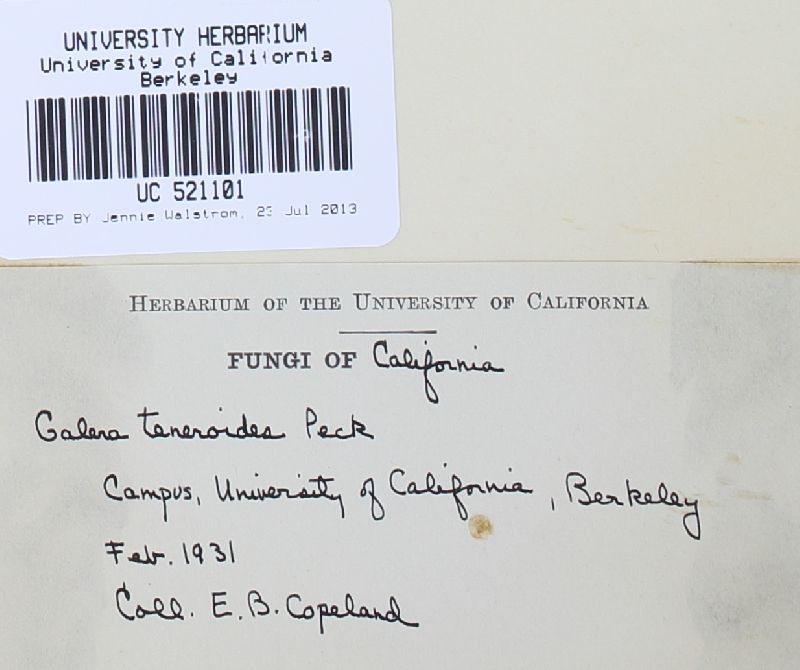 UNIVERSITY HERBARIUM
University of California
Berkeley
UC 521101
PREP BY Jennie Walstrom, 23 Jul 2013
HERBARIUM OF THE UNIVERSITY OF CALIFORNIA
FUNGI OF California
Galera teneroides Peck
Campus, University of California, Berkeley
Feb. 1931
Coll. E. B. Copeland